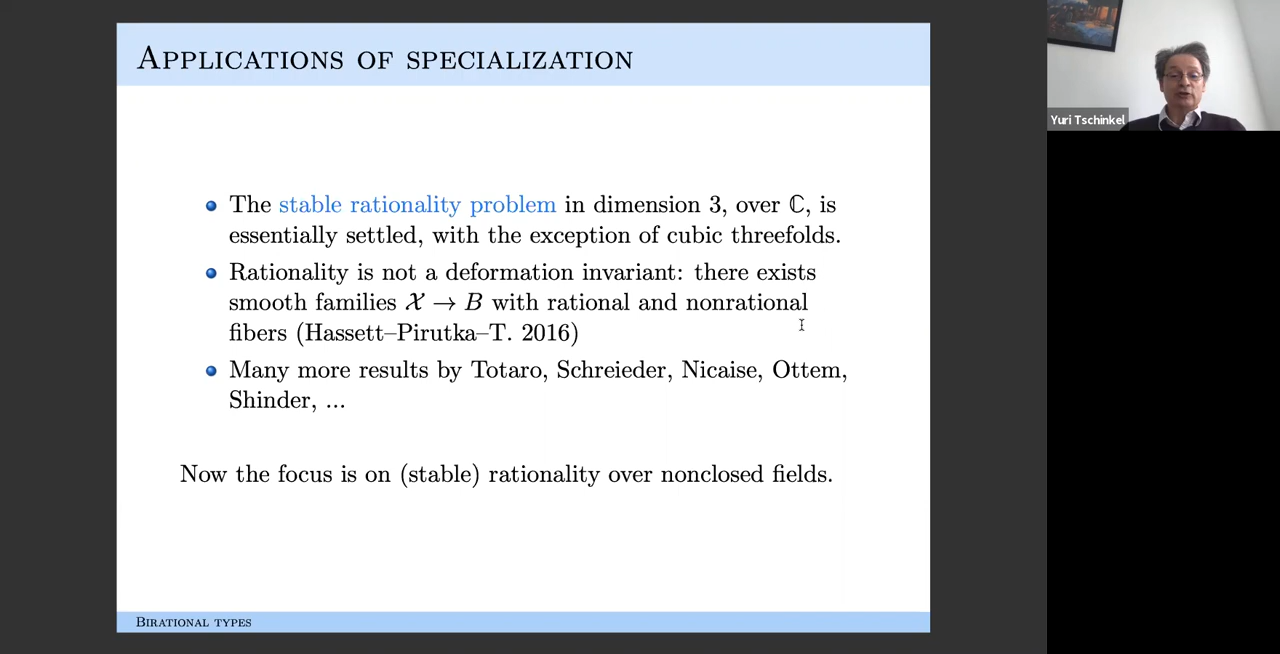 APPLICATIONS OF SPECIALIZATION
The stable rationality problem in dimension 3, over ℂ, is
essentially settled, with the exception of cubic threefolds.
Rationality is not a deformation invariant: there exists
smooth families 𝒳 → B with rational and nonrational
fibers (Hassett–Pirutka–T. 2016)
Many more results by Totaro, Schreieder, Nicaise, Ottem,
Shinder, ...
Now the focus is on (stable) rationality over nonclosed fields.
BIRATIONAL TYPES
Yuri Tschinkel